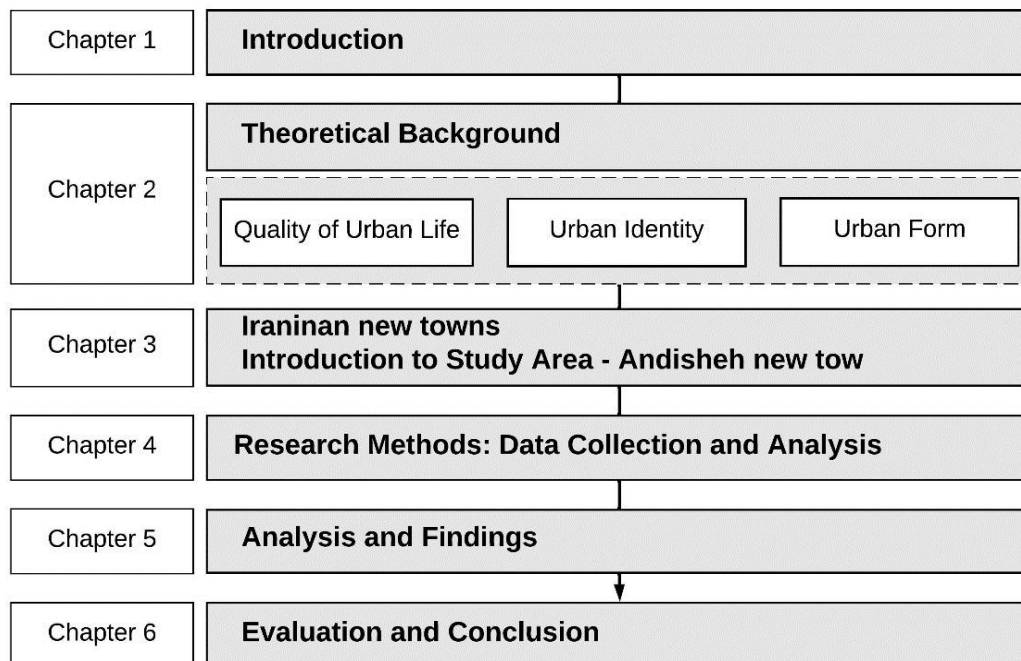 Chapter 1
Introduction
Chapter 2
Theoretical Background
Quality of Urban Life
Urban Identity
Urban Form
Chapter 3
Iraninan new towns
Introduction to Study Area - Andisheh new tow
Chapter 4
Research Methods: Data Collection and Analysis
Chapter 5
Analysis and Findings
Chapter 6
Evaluation and Conclusion